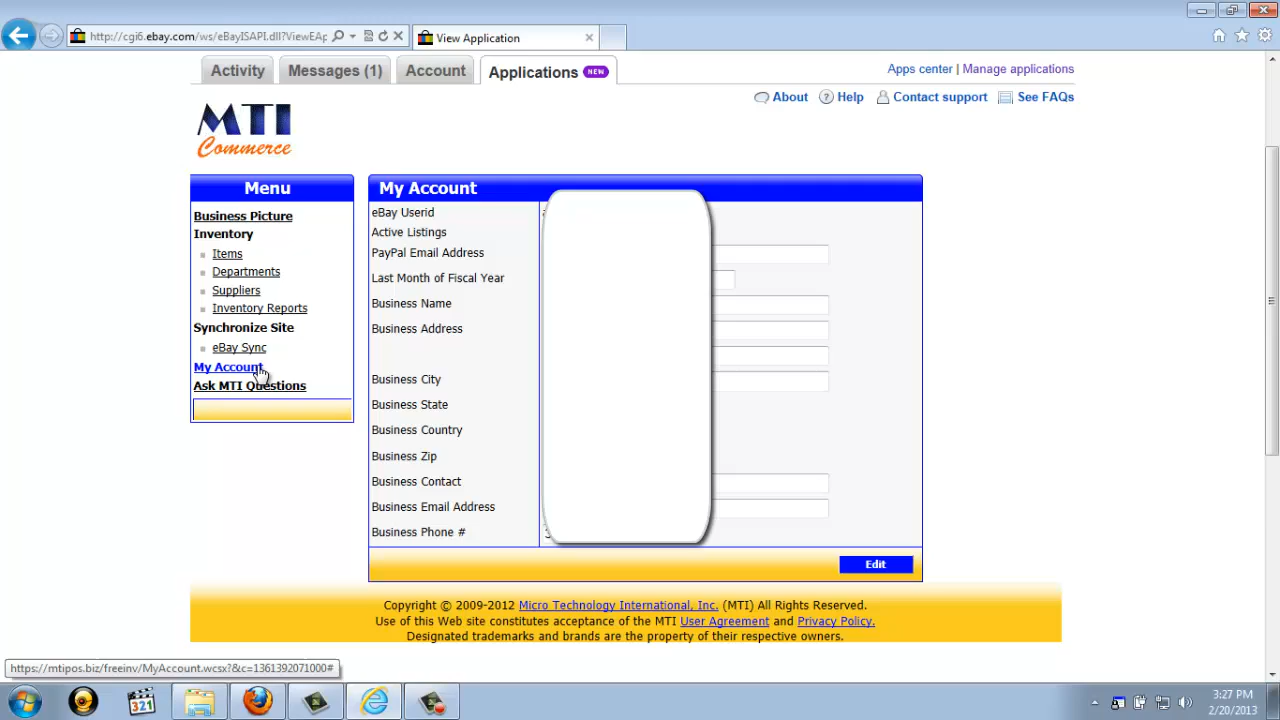 http://cgi6.ebay.com/ws/eBayISAPI.dll?ViewEAp
View Application
Activity
Messages (1)
Account
Applications NEW
Apps center | Manage applications
About
Help
Contact support
See FAQs
MTI
Commerce
Menu
Business Picture
Inventory
Items
Departments
Suppliers
Inventory Reports
Synchronize Site
eBay Sync
My Account
Ask MTI Questions
My Account
eBay Userid
Active Listings
PayPal Email Address
Last Month of Fiscal Year
Business Name
Business Address
Business City
Business State
Business Country
Business Zip
Business Contact
Business Email Address
Business Phone #
Edit
Copyright © 2009-2012 Micro Technology International, Inc. (MTI) All Rights Reserved.
Use of this Web site constitutes acceptance of the MTI User Agreement and Privacy Policy.
Designated trademarks and brands are the property of their respective owners.
https://mtipos.biz/freeinv/MyAccount.wcsx?&c=1361392071000#
321
3:27 PM
2/20/2013